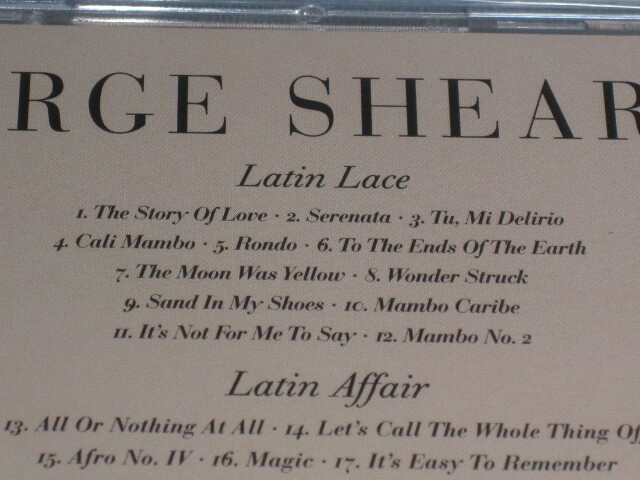 RGE SHEAR
Latin Lace
1. The Story Of Love · 2. Serenata · 3. Tu, Mi Delirio
4. Cali Mambo · 5. Rondo · 6. To The Ends Of The Earth
7. The Moon Was Yellow · 8. Wonder Struck
9. Sand In My Shoes · 10. Mambo Caribe
11. It's Not For Me To Say · 12. Mambo No. 2
Latin Affair
13. All Or Nothing At All · 14. Let's Call The Whole Thing Of
15. Afro No. IV · 16. Magic · 17. It's Easy To Remember